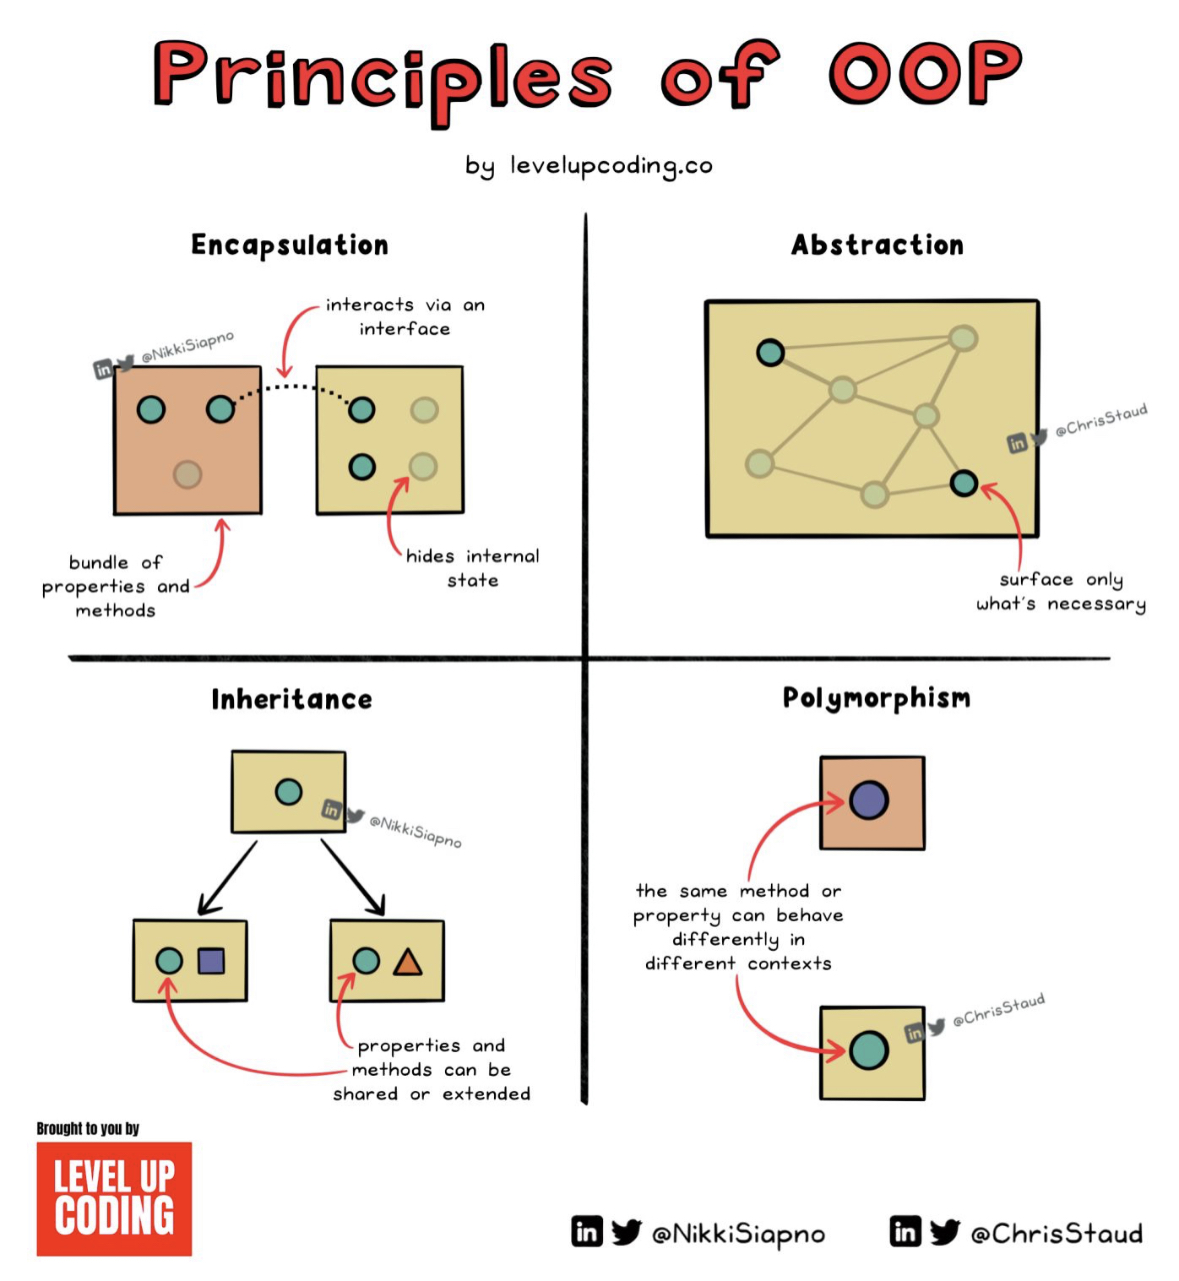 Principles of OOP
by levelupcoding.co
Encapsulation
interacts via an
interface
in @NikkiSiapno
bundle of
properties and
methods
hides internal
state
Abstraction
in @ChrisStaud
surface only
what's necessary
Inheritance
in @NikkiSiapno
properties and
methods can be
shared or extended
Polymorphism
the same method or
property can behave
differently in
different contexts
in @ChrisStaud
Brought to you by
LEVEL UP
CODING
in @NikkiSiapno
in @ChrisStaud